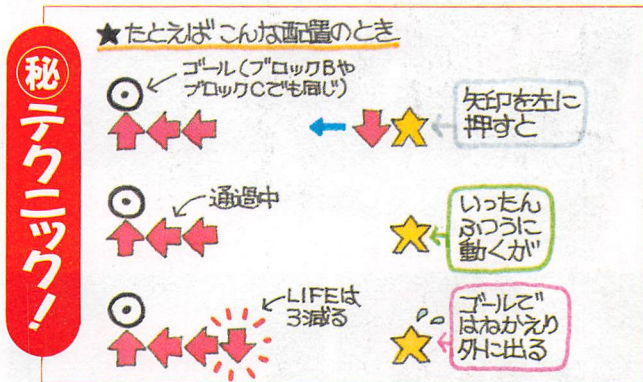 ㊙テクニック!
★たとえばこんな配置のとき
ゴール(ブロックBや
ブロックCでも同じ)
矢印を左に
押すと
通過中
いったん
ふつうに
動くが
LIFEは
3減る
ゴールで
はねかえり
外に出る